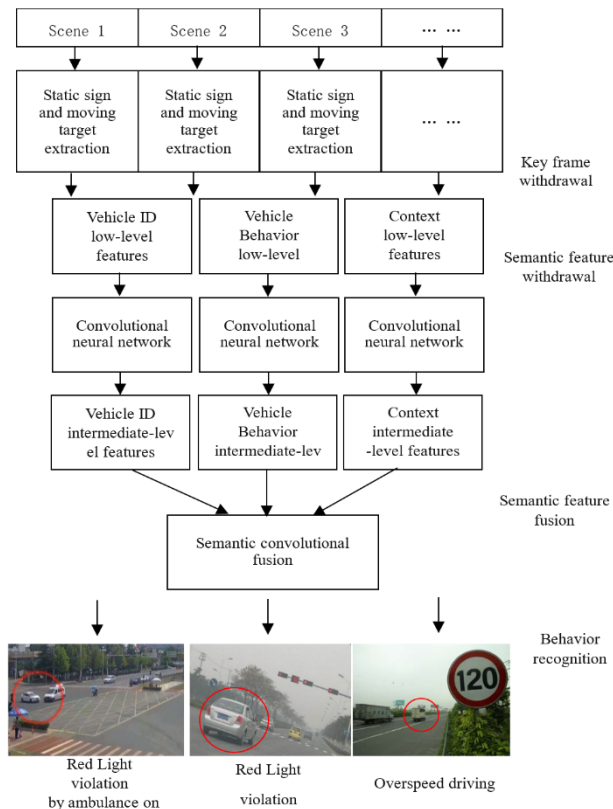 Scene 1
Scene 2
Scene 3
... ...
Static sign
and moving
target
extraction
Static sign
and moving
target
extraction
Static sign
and moving
target
extraction
... ...
Key frame
withdrawal
Vehicle ID
low-level
features
Vehicle
Behavior
low-level
Context
low-level
features
Semantic feature
withdrawal
Convolutional
neural network
Convolutional
neural network
Convolutional
neural network
Vehicle ID
intermediate-lev
el features
Vehicle
Behavior
intermediate-lev
Context
intermediate
-level features
Semantic feature
fusion
Semantic convolutional
fusion
Behavior
recognition
120
Red Light
violation
by ambulance on
Red Light
violation
Overspeed driving